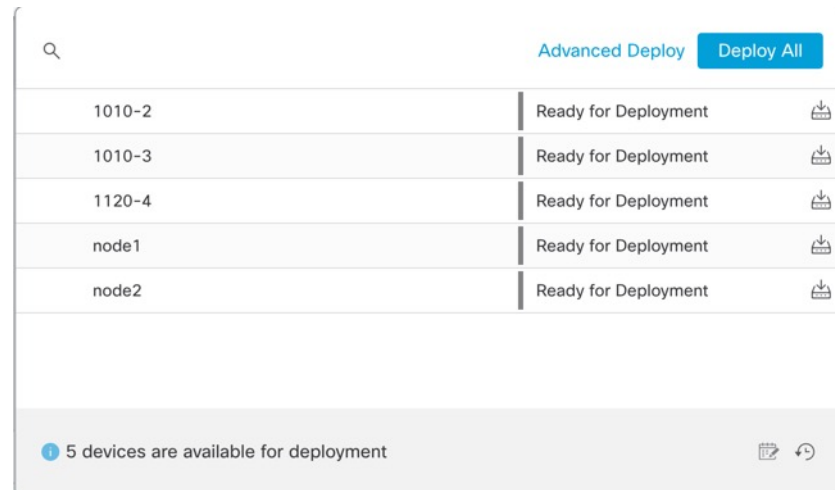 Advanced Deploy Deploy All
1010-2 Ready for Deployment
1010-3 Ready for Deployment
1120-4 Ready for Deployment
node1 Ready for Deployment
node2 Ready for Deployment
5 devices are available for deployment